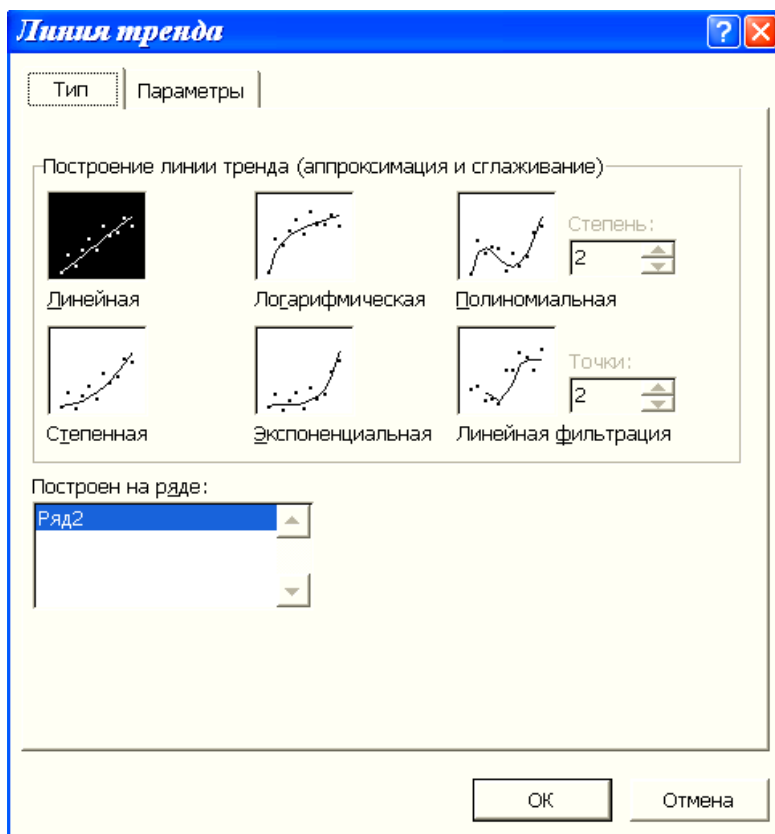 Линия тренда
?
Тип Параметры
Построение линии тренда (аппроксимация и сглаживание)
Степень:
2
Линейная Логарифмическая Полиномиальная
Точки:
2
Степенная Экспоненциальная Линейная фильтрация
Построен на ряде:
Ряд2
ОК Отмена